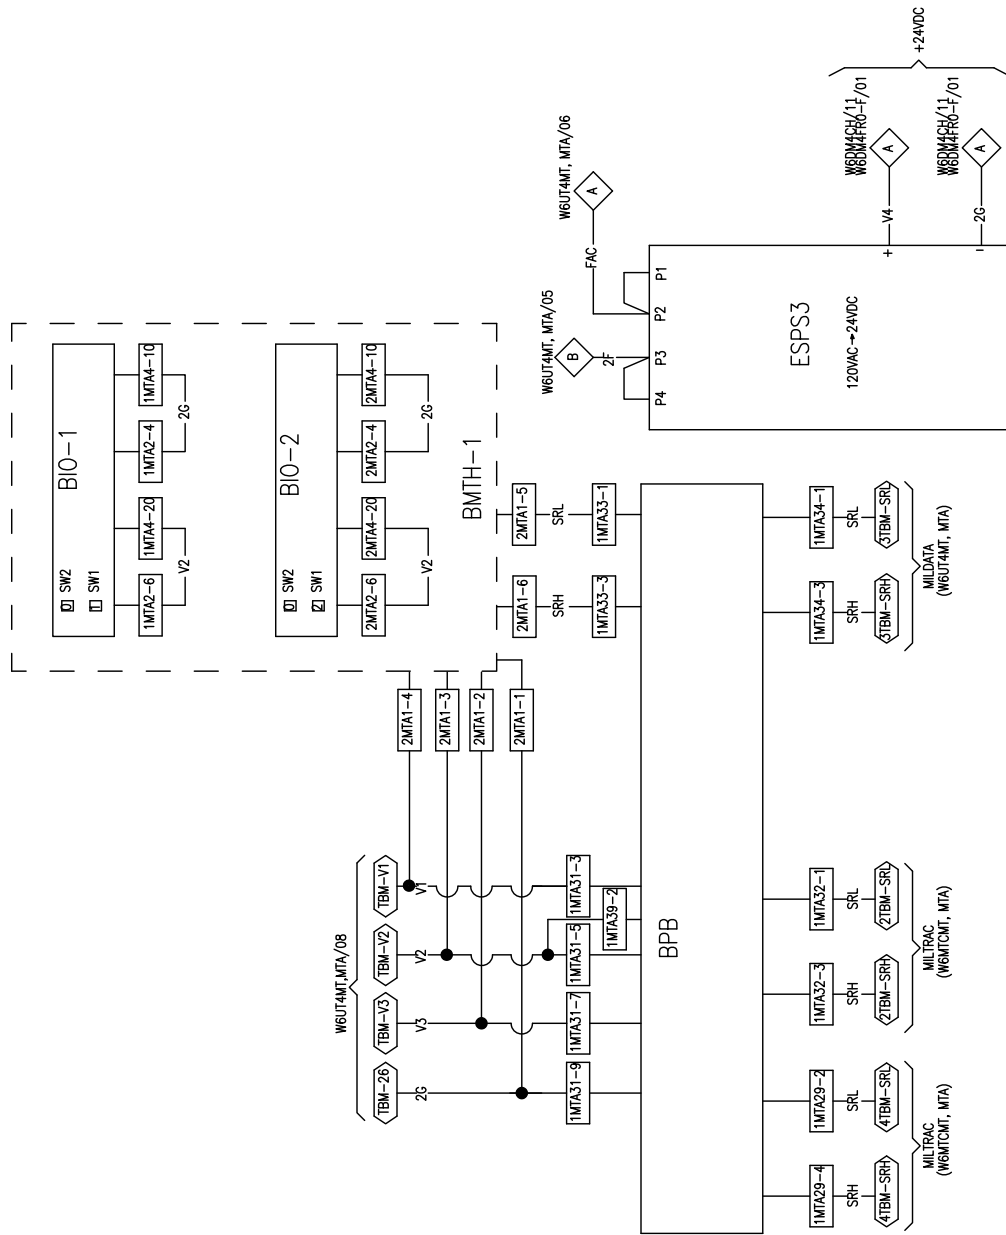 +24VDC
W6DM4CH/11
W6DM4FRO-F/01
A
V4
+
W6DM4CH/11
W6DM4FRO-F/01
A
2G
-
W6UT4MT, MTA/06
A
FAC
W6UT4MT, MTA/05
B
2F
P1
P2
P3
P4
ESPS3
120VAC→24VDC
BIO-1
0 SW2
1 SW1
1MTA2-6
1MTA4-20
1MTA2-4
1MTA4-10
V2
2G
BIO-2
0 SW2
2 SW1
2MTA2-6
2MTA4-20
2MTA2-4
2MTA4-10
V2
2G
BMTH-1
2MTA1-6
SRH
1MTA33-3
2MTA1-5
SRL
1MTA33-1
2MTA1-4
2MTA1-3
2MTA1-2
2MTA1-1
W6UT4MT,MTA/08
TBM-26
TBM-V3
TBM-V2
TBM-V1
2G
V3
V2
V1
1MTA31-9
1MTA31-7
1MTA31-5
1MTA39-2
1MTA31-3
BPB
1MTA29-4
SRH
4TBM-SRH
1MTA29-2
SRL
4TBM-SRL
MILTRAC
(W6MTCMT, MTA)
1MTA32-3
SRH
2TBM-SRH
1MTA32-1
SRL
2TBM-SRL
MILTRAC
(W6MTCMT, MTA)
1MTA34-3
SRH
3TBM-SRH
1MTA34-1
SRL
3TBM-SRL
MILDATA
(W6UT4MT, MTA)